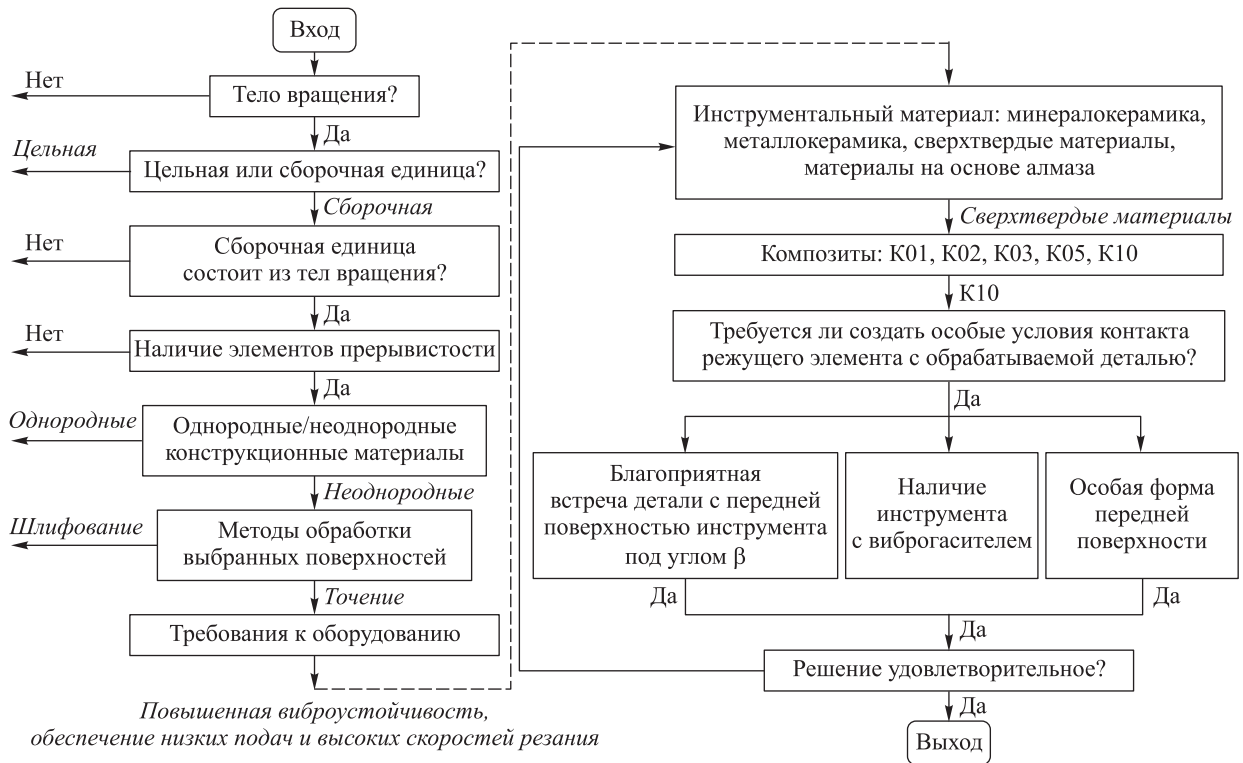 Вход
Нет
Тело вращения?
Да
Цельная
Цельная или сборочная единица?
Сборочная
Нет
Сборочная единица
состоит из тел вращения?
Да
Нет
Наличие элементов прерывистости
Да
Однородные
Однородные/неоднородные
конструкционные материалы
Неоднородные
Шлифование
Методы обработки
выбранных поверхностей
Точение
Требования к оборудованию
Повышенная виброустойчивость,
обеспечение низких подач и высоких скоростей резания
Инструментальный материал: минералокерамика,
металлокерамика, сверхтвердые материалы,
материалы на основе алмаза
Сверхтвердые материалы
Композиты: К01, К02, К03, К05, К10
К10
Требуется ли создать особые условия контакта
режущего элемента с обрабатываемой деталью?
Да
Благоприятная
встреча детали с передней
поверхностью инструмента
под углом β
Наличие
инструмента
с виброгасителем
Особая форма
передней
поверхности
Да
Да
Да
Решение удовлетворительное?
Да
Выход